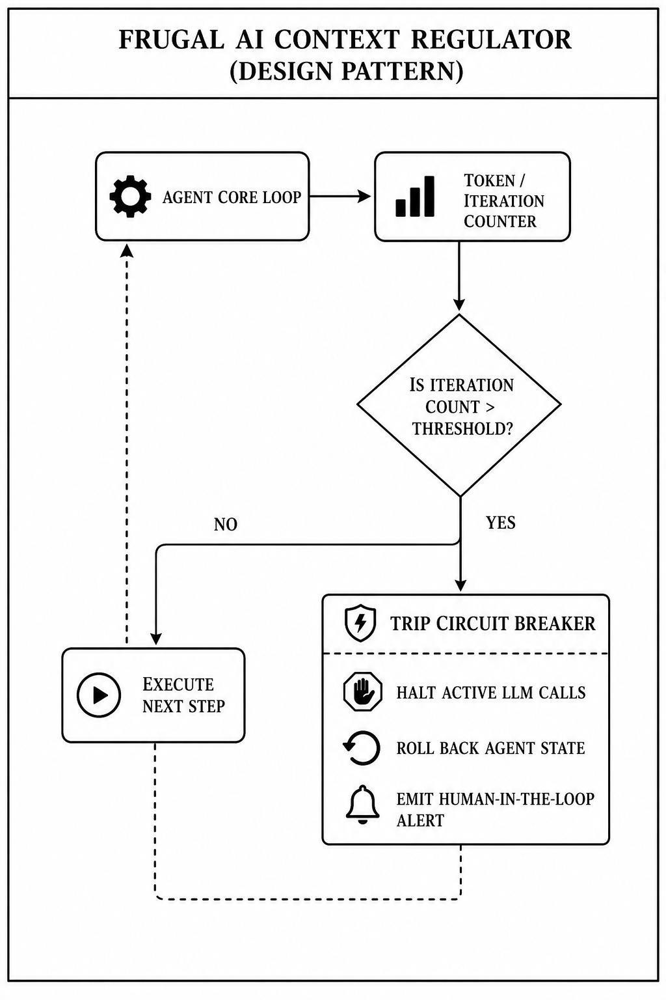 FRUGAL AI CONTEXT REGULATOR
(DESIGN PATTERN)
AGENT CORE LOOP
TOKEN /
ITERATION
COUNTER
IS ITERATION
COUNT >
THRESHOLD?
NO
YES
TRIP CIRCUIT BREAKER
EXECUTE
NEXT STEP
HALT ACTIVE LLM CALLS
ROLL BACK AGENT STATE
EMIT HUMAN-IN-THE-LOOP
ALERT